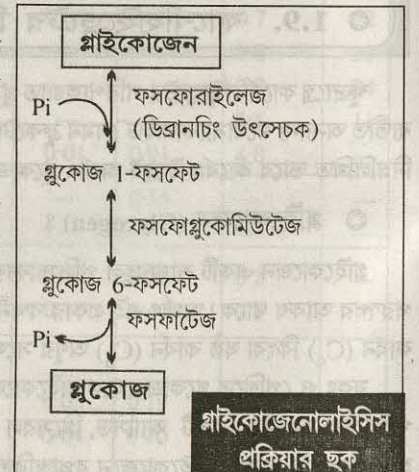 গ্লাইকোজেন
Pi
ফসফোরাইলেজ
(ডিব্রানচিং উৎসেচক)
গ্লুকোজ 1-ফসফেট
ফসফোগ্লুকোমিউটেজ
গ্লুকোজ 6-ফসফেট
ফসফাটেজ
Pi
গ্লুকোজ
গ্লাইকোজেনোলাইসিস
প্রক্রিয়ার ছক